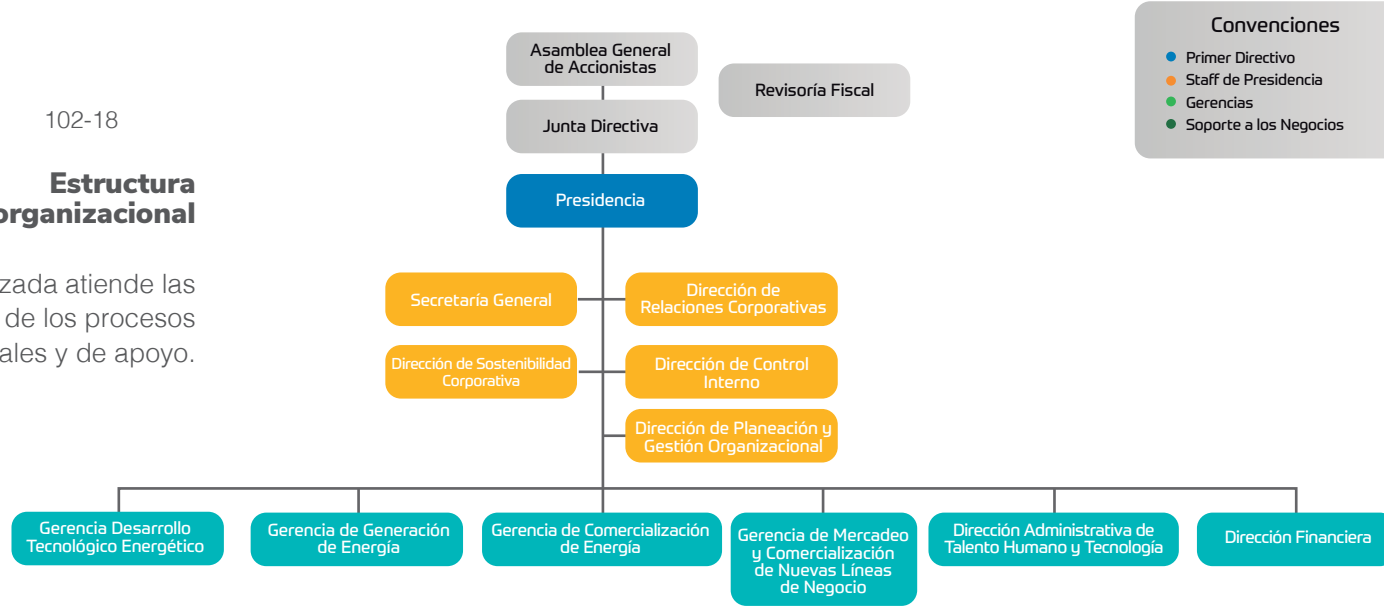 102-18
Estructura
organizacional
atiende las
de los procesos
y de apoyo.
Asamblea General
de Accionistas
Revisoría Fiscal
Junta Directiva
Presidencia
Secretaría General
Dirección de
Relaciones Corporativas
Dirección de Sostenibilidad
Corporativa
Dirección de Control
Interno
Dirección de Planeación y
Gestión Organizacional
Gerencia Desarrollo
Tecnológico Energético
Gerencia de Generación
de Energía
Gerencia de Comercialización
de Energía
Gerencia de Mercadeo
y Comercialización
de Nuevas Líneas
de Negocio
Dirección Administrativa de
Talento Humano y Tecnología
Dirección Financiera
Convenciones
Primer Directivo
Staff de Presidencia
Gerencias
Soporte a los Negocios